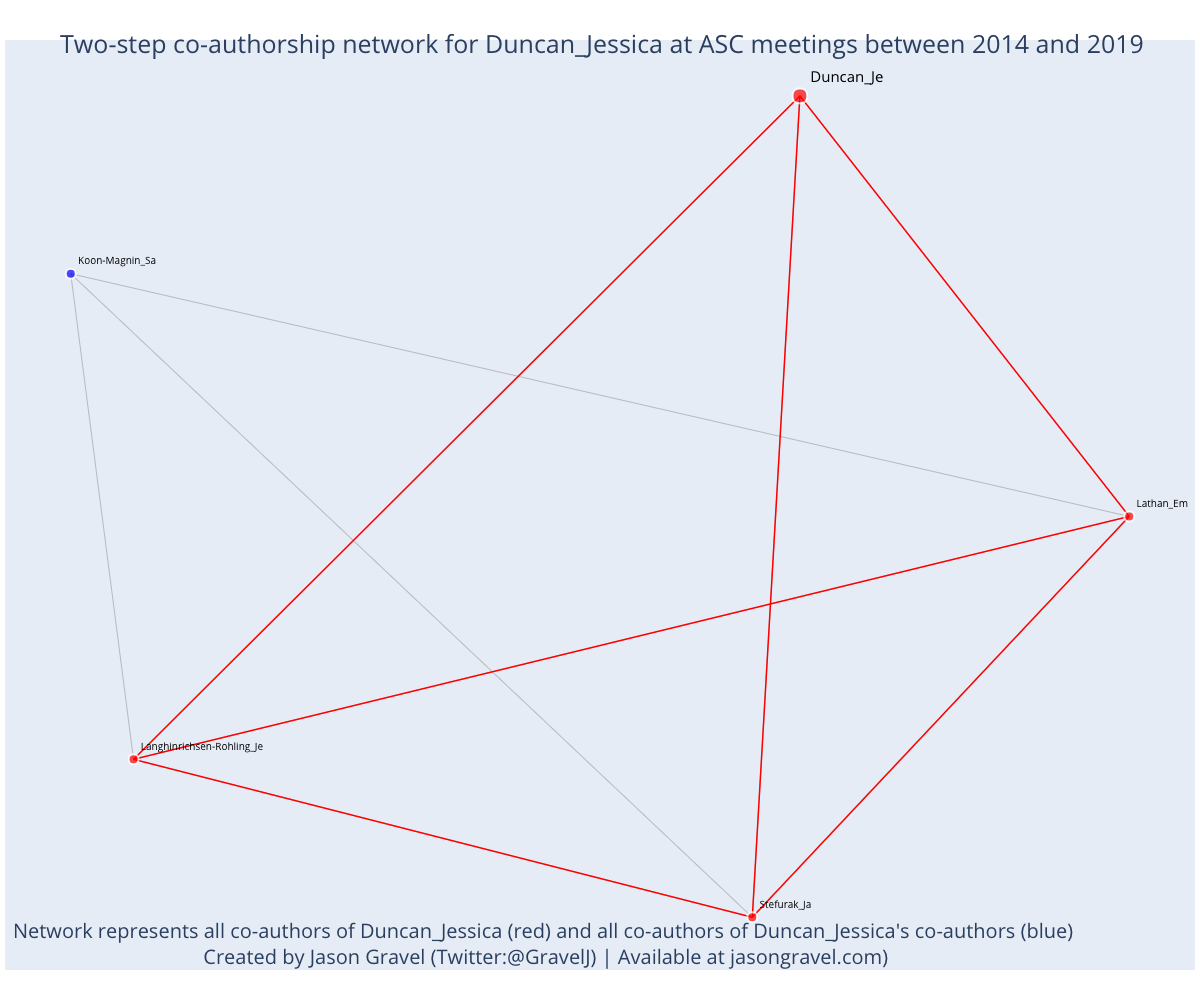 Two-step co-authorship network for Duncan_Jessica at ASC meetings between 2014 and 2019
Duncan_Je
Koon-Magnin_Sa
Lathan_Em
Langhinrichsen-Rohling_Je
Stefurak_Ja
Network represents all co-authors of Duncan_Jessica (red) and all co-authors of Duncan_Jessica's co-authors (blue)
Created by Jason Gravel (Twitter:@GravelJ) | Available at jasongravel.com)